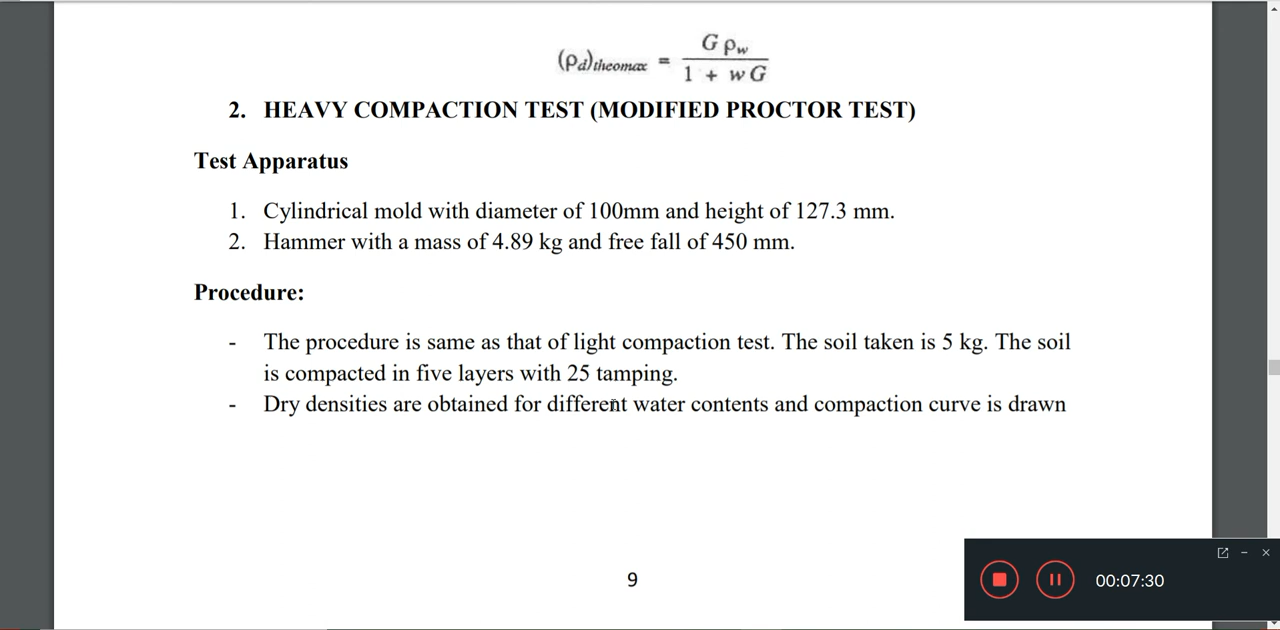 (ρd)theomax = G ρw / 1 + w G
2. HEAVY COMPACTION TEST (MODIFIED PROCTOR TEST)
Test Apparatus
1. Cylindrical mold with diameter of 100mm and height of 127.3 mm.
2. Hammer with a mass of 4.89 kg and free fall of 450 mm.
Procedure:
- The procedure is same as that of light compaction test. The soil taken is 5 kg. The soil
is compacted in five layers with 25 tamping.
- Dry densities are obtained for different water contents and compaction curve is drawn
9
00:07:30